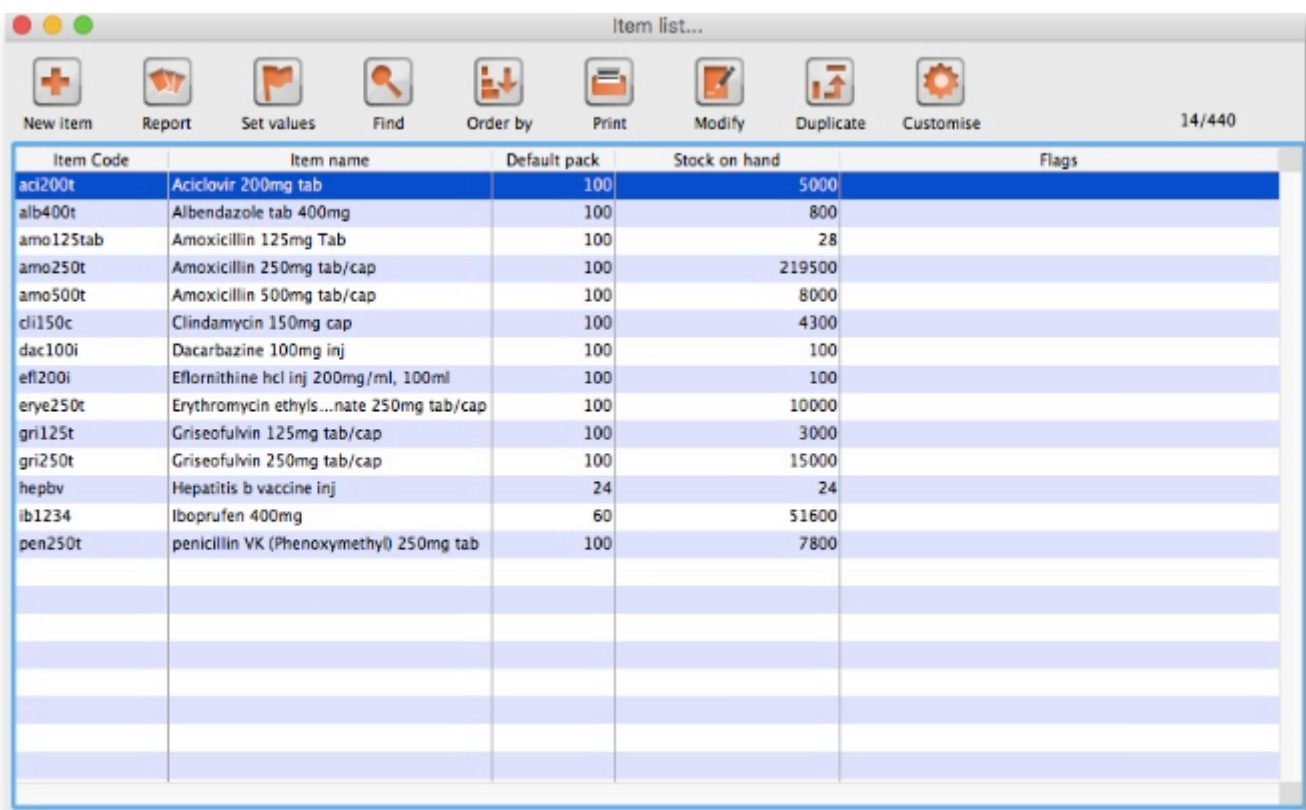 Item list...
New item Report Set values Find Order by Print Modify Duplicate Customise 14/440
Item Code Item name Default pack Stock on hand Flags
aci200t Aciclovir 200mg tab 100 5000
alb400t Albendazole tab 400mg 100 800
amo125tab Amoxicillin 125mg Tab 100 28
amo250t Amoxicillin 250mg tab/cap 100 219500
amo500t Amoxicillin 500mg tab/cap 100 8000
cli150c Clindamycin 150mg cap 100 4300
dac100i Dacarbazine 100mg inj 100 100
efl200i Eflornithine hcl inj 200mg/ml, 100ml 100 100
erye250t Erythromycin ethyls...nate 250mg tab/cap 100 10000
gri125t Griseofulvin 125mg tab/cap 100 3000
gri250t Griseofulvin 250mg tab/cap 100 15000
hepbv Hepatitis b vaccine inj 24 24
ib1234 Iboprufen 400mg 60 51600
pen250t penicillin VK (Phenoxymethyl) 250mg tab 100 7800